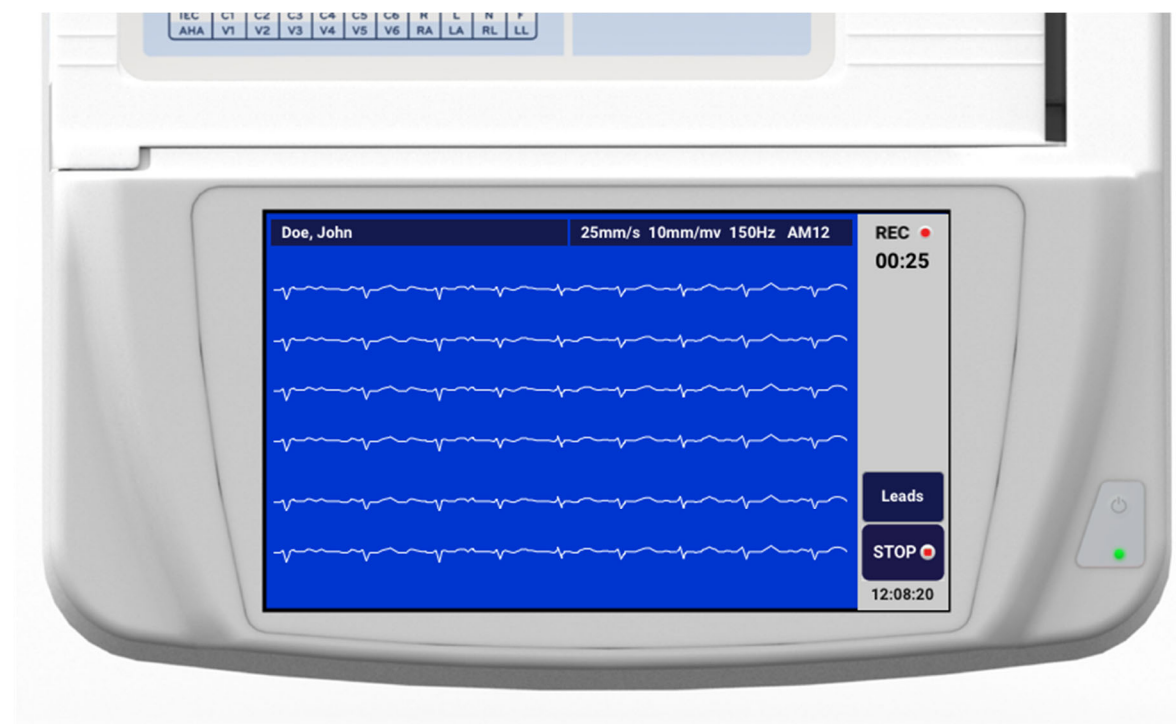 IEC C1 C2 C3 C4 C5 C6 R L N F
AHA V1 V2 V3 V4 V5 V6 RA LA RL LL
Doe, John
25mm/s 10mm/mv 150Hz AM12
REC
00:25
Leads
STOP
12:08:20